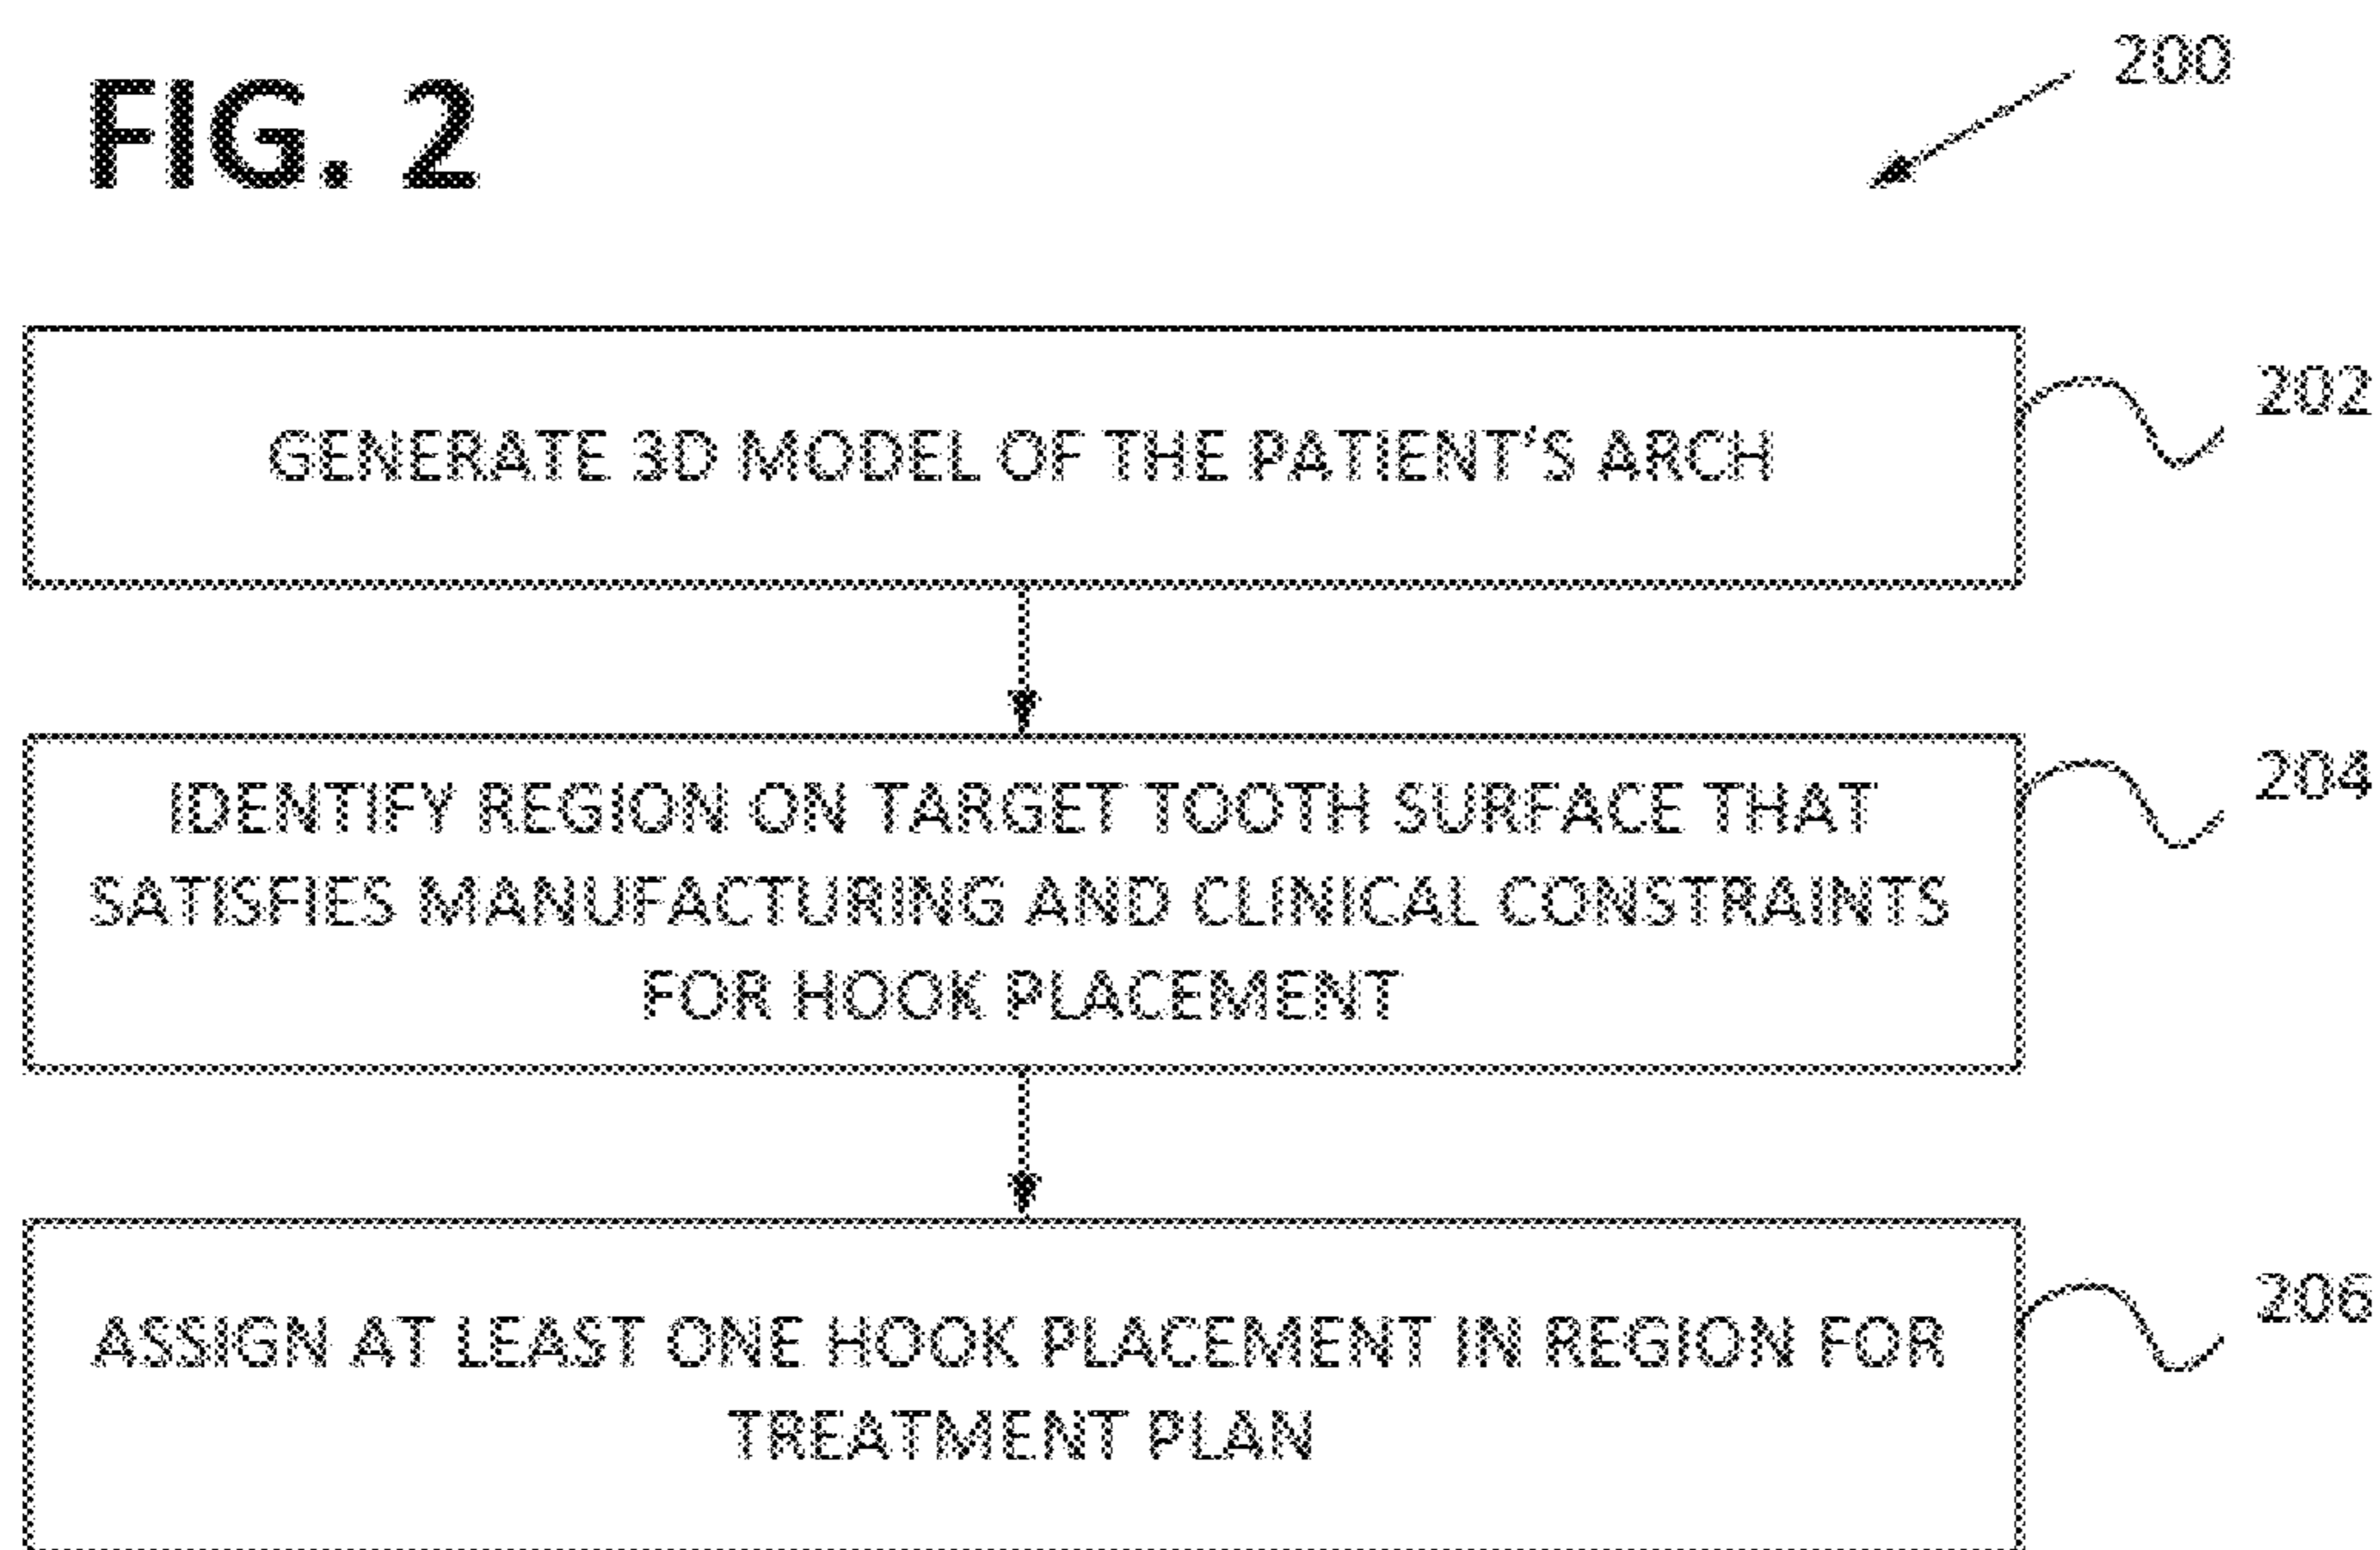 FIG. 2
200
GENERATE 3D MODEL OF THE PATIENT'S ARCH
202
IDENTIFY REGION ON TARGET TOOTH SURFACE THAT
SATISFIES MANUFACTURING AND CLINICAL CONSTRAINTS
FOR HOOK PLACEMENT
204
ASSIGN AT LEAST ONE HOOK PLACEMENT IN REGION FOR
TREATMENT PLAN
206